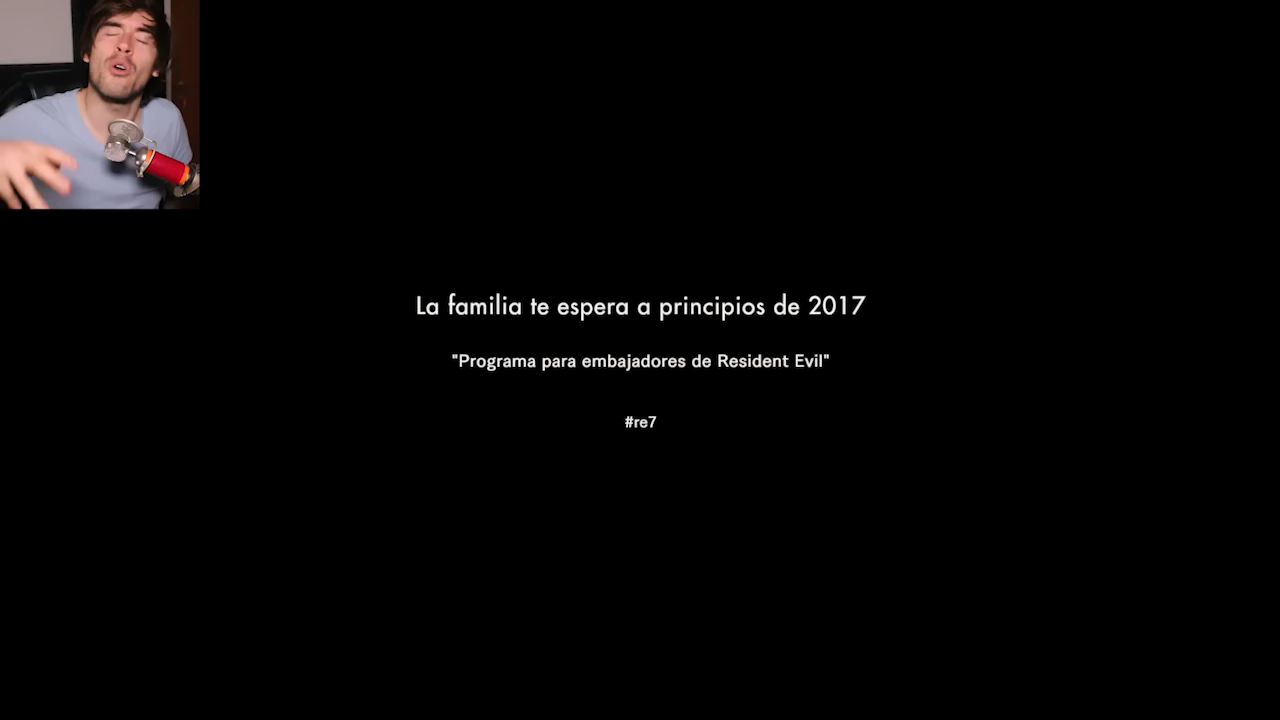 La familia te espera a principios de 2017
"Programa para embajadores de Resident Evil"
#re7